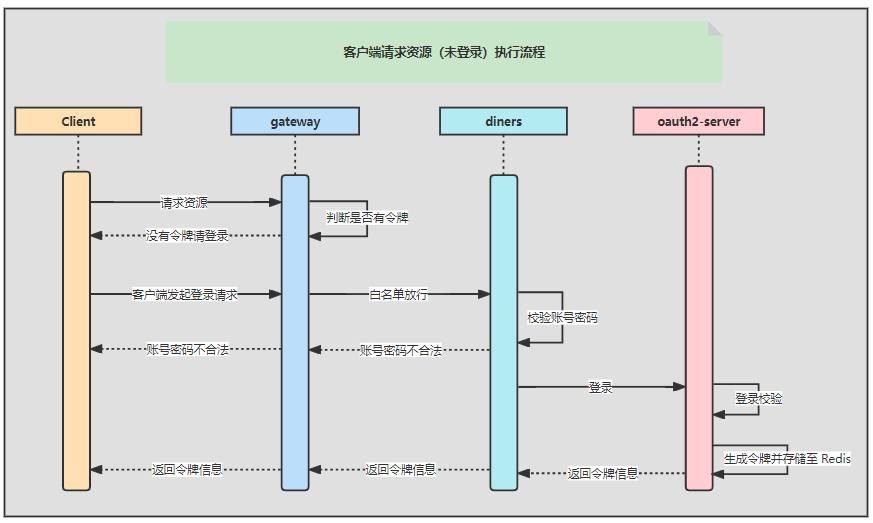 客户端请求资源（未登录）执行流程
Client
gateway
diners
oauth2-server
请求资源
判断是否有令牌
没有令牌请登录
客户端发起登录请求
白名单放行
校验账号密码
账号密码不合法
账号密码不合法
登录
登录校验
生成令牌并存储至 Redis
返回令牌信息
返回令牌信息
返回令牌信息